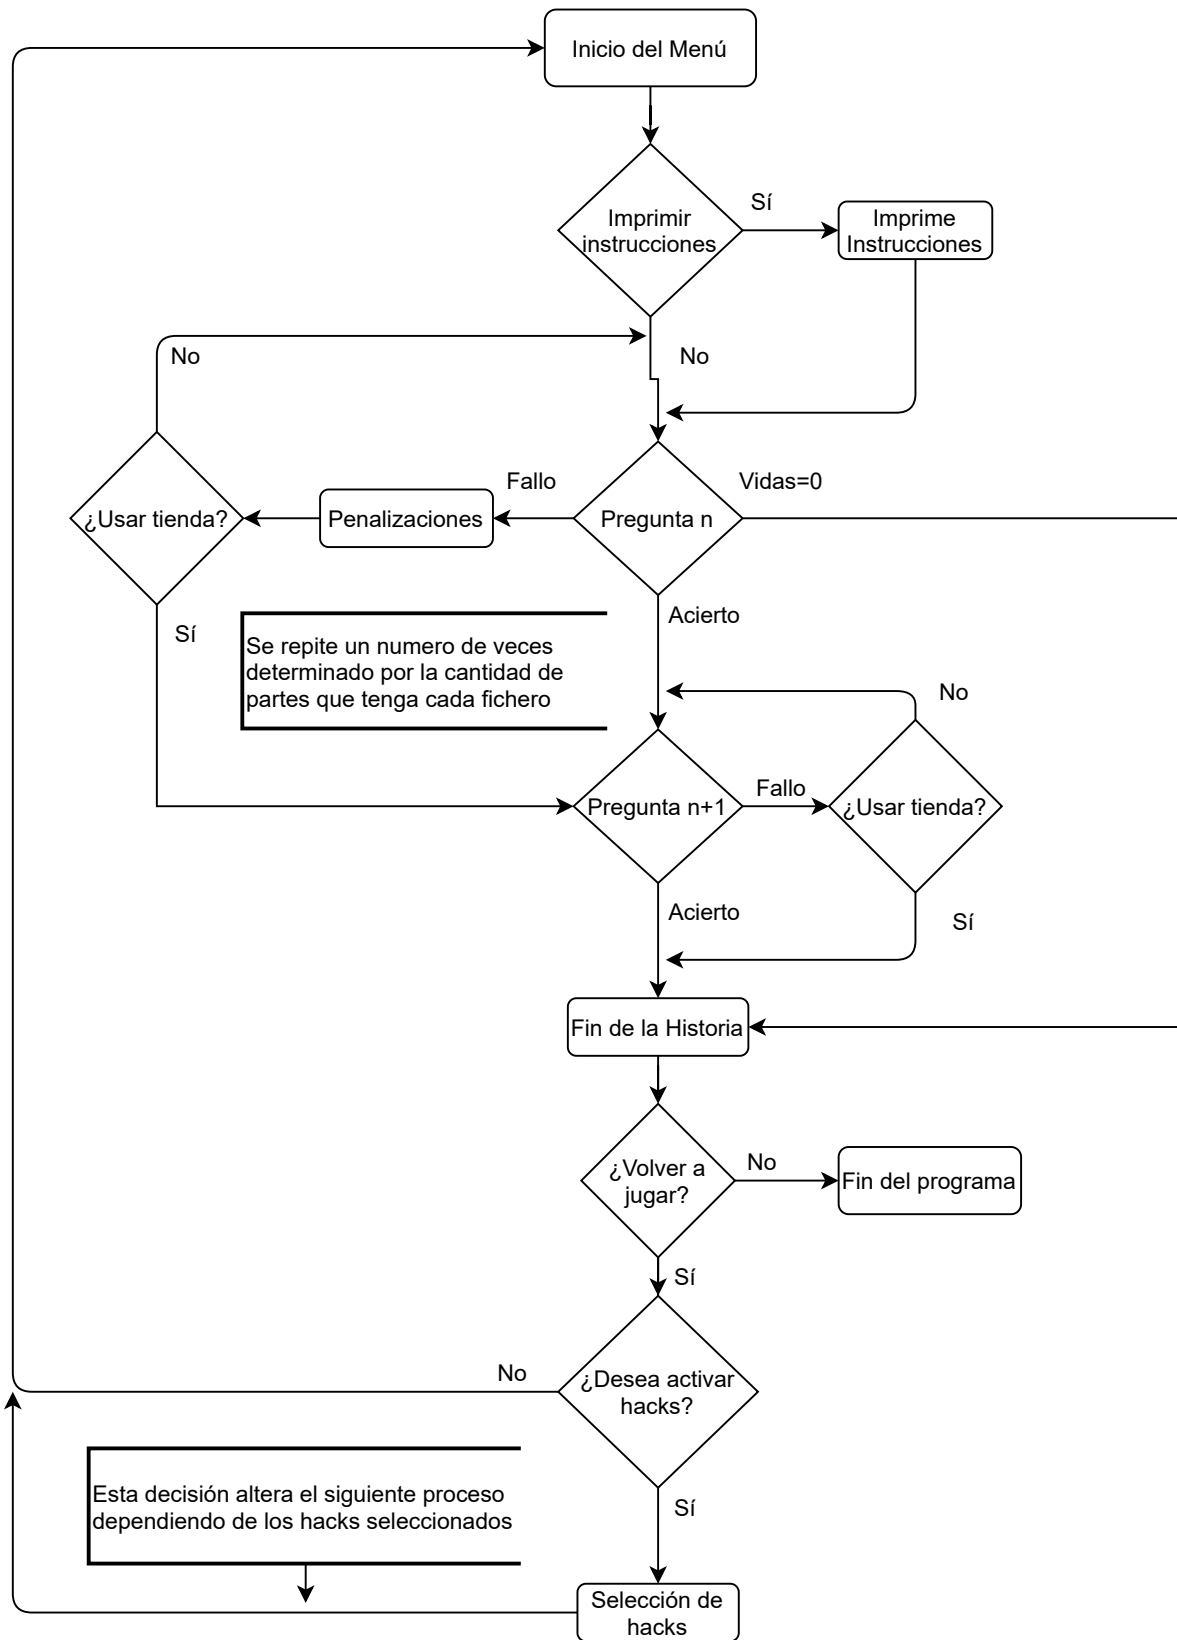 Inicio del Menú
Imprimir
instrucciones
Sí
Imprime
Instrucciones
No
No
Fallo
Vidas=0
¿Usar tienda?
Penalizaciones
Pregunta n
Sí
Acierto
Se repite un numero de veces
determinado por la cantidad de
partes que tenga cada fichero
No
Pregunta n+1
Fallo
¿Usar tienda?
Acierto
Sí
Fin de la Historia
¿Volver a
jugar?
No
Fin del programa
Sí
No
¿Desea activar
hacks?
Esta decisión altera el siguiente proceso
dependiendo de los hacks seleccionados
Sí
Selección de
hacks